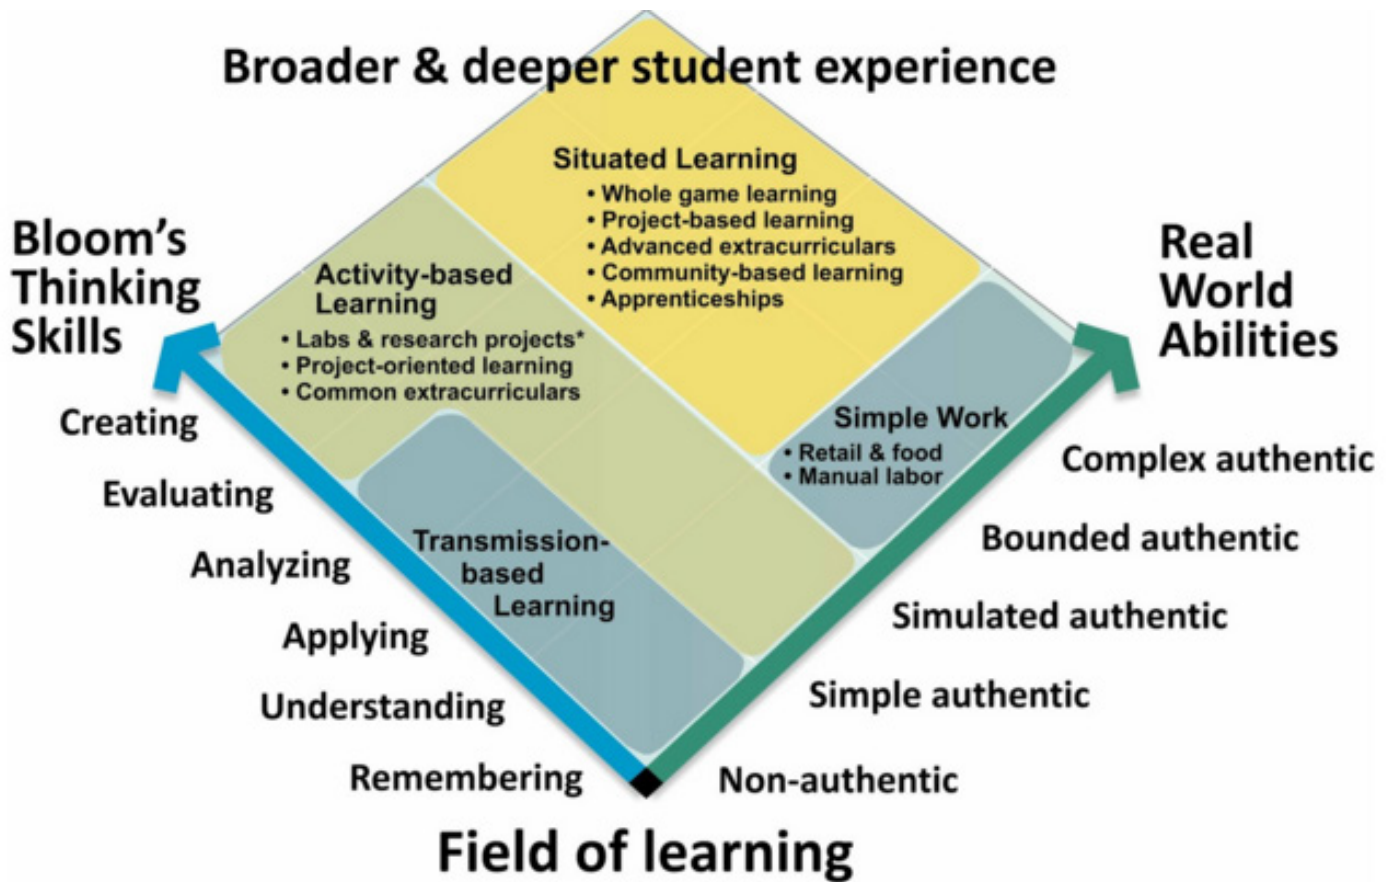 Broader & deeper student experience
Situated Learning
• Whole game learning
• Project-based learning
• Advanced extracurriculars
• Community-based learning
• Apprenticeships
Bloom's
Thinking
Skills
Real
World
Abilities
Activity-based
Learning
• Labs & research projects*
• Project-oriented learning
• Common extracurriculars
Simple Work
• Retail & food
• Manual labor
Transmission-
based
Learning
Creating
Evaluating
Analyzing
Applying
Understanding
Remembering
Complex authentic
Bounded authentic
Simulated authentic
Simple authentic
Non-authentic
Field of learning